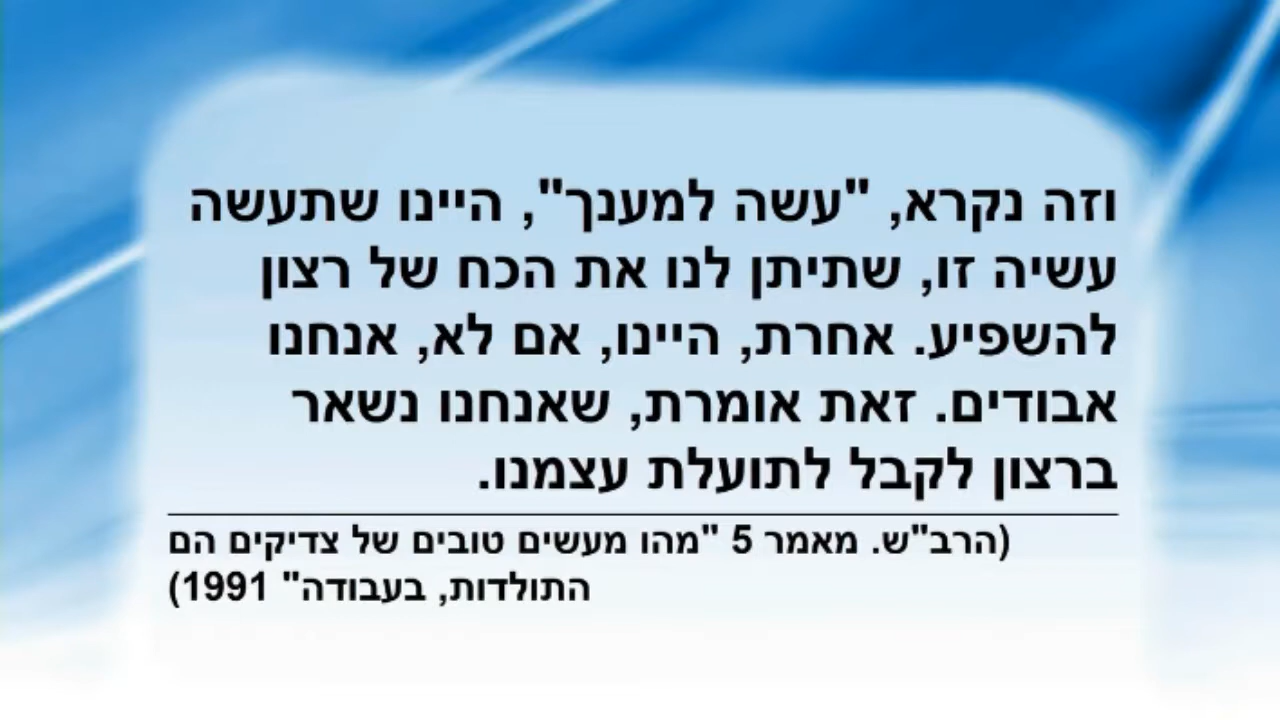 וזה נקרא, "עשה למענך", היינו שתעשה
עשיה זו, שתיתן לנו את הכח של רצון
להשפיע. אחרת, היינו, אם לא, אנחנו
אבודים. זאת אומרת, שאנחנו נשאר
ברצון לקבל לתועלת עצמנו.
(הרב"ש. מאמר 5 "מהו מעשים טובים של צדיקים הם
התולדות, בעבודה" 1991)